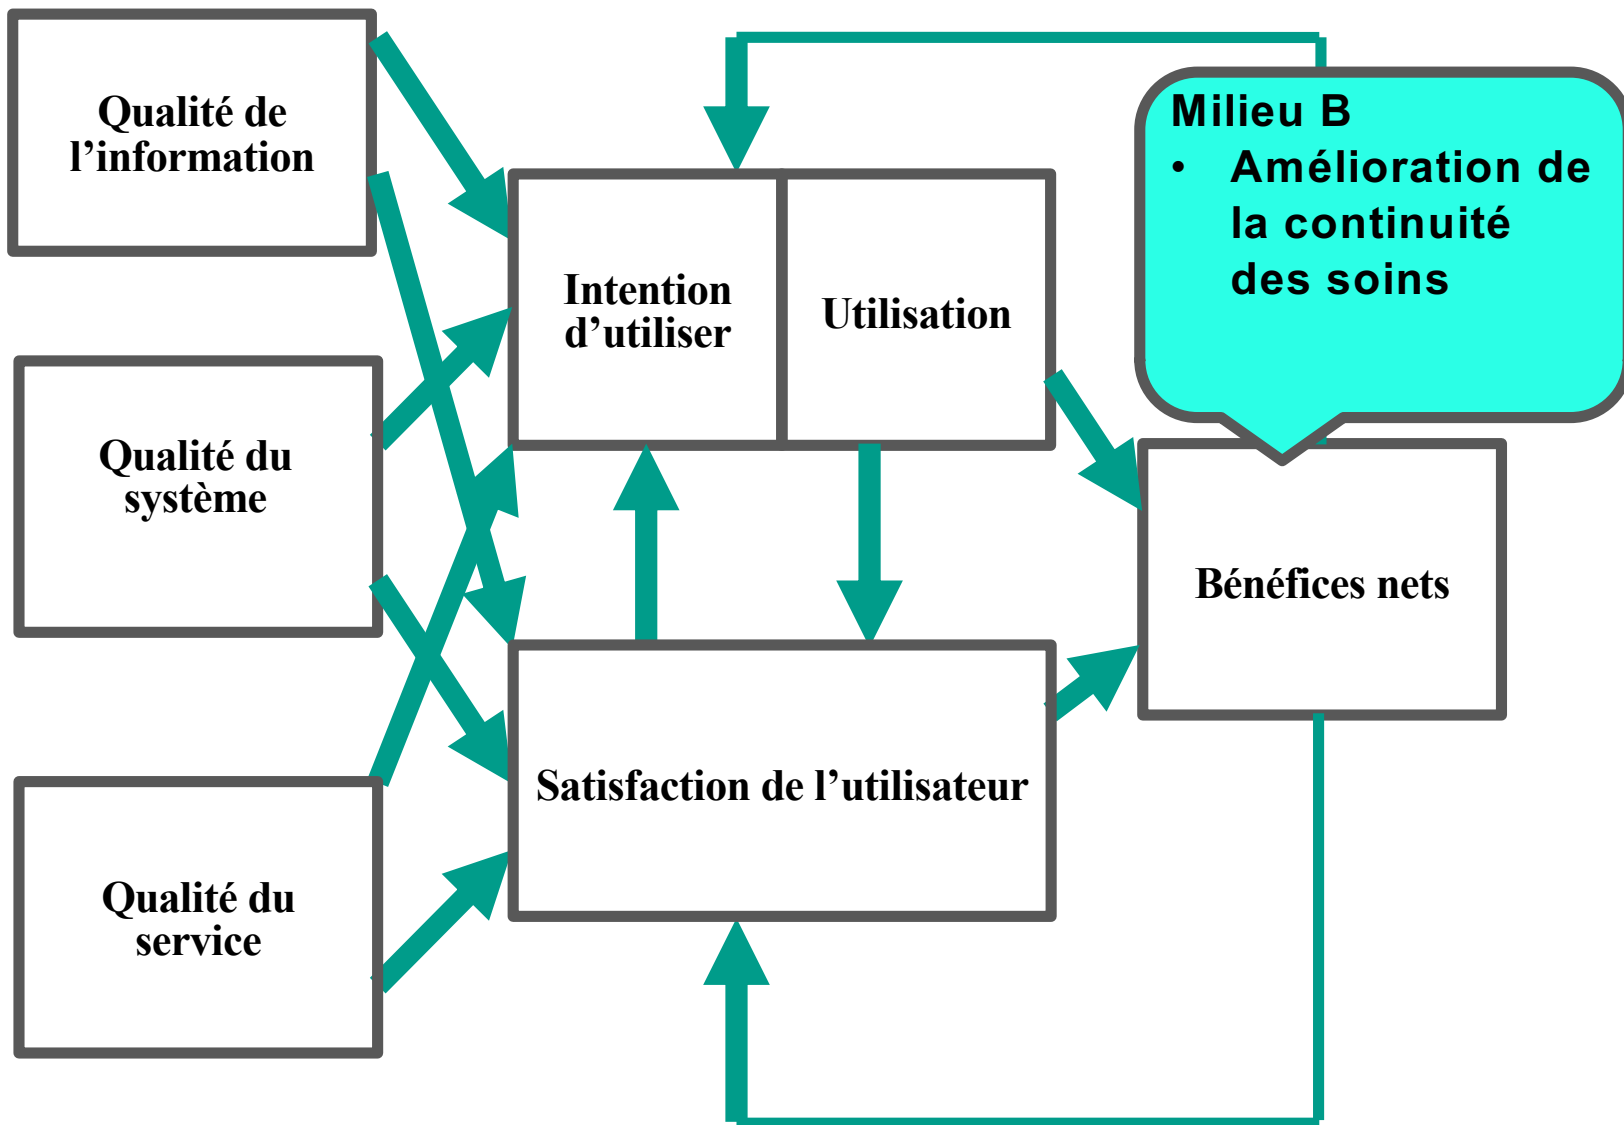 Qualité de
l’information
Qualité du
système
Qualité du
service
Intention
d’utiliser
Utilisation
Satisfaction de l’utilisateur
Milieu B
• Amélioration de
la continuité
des soins
Bénéfices nets